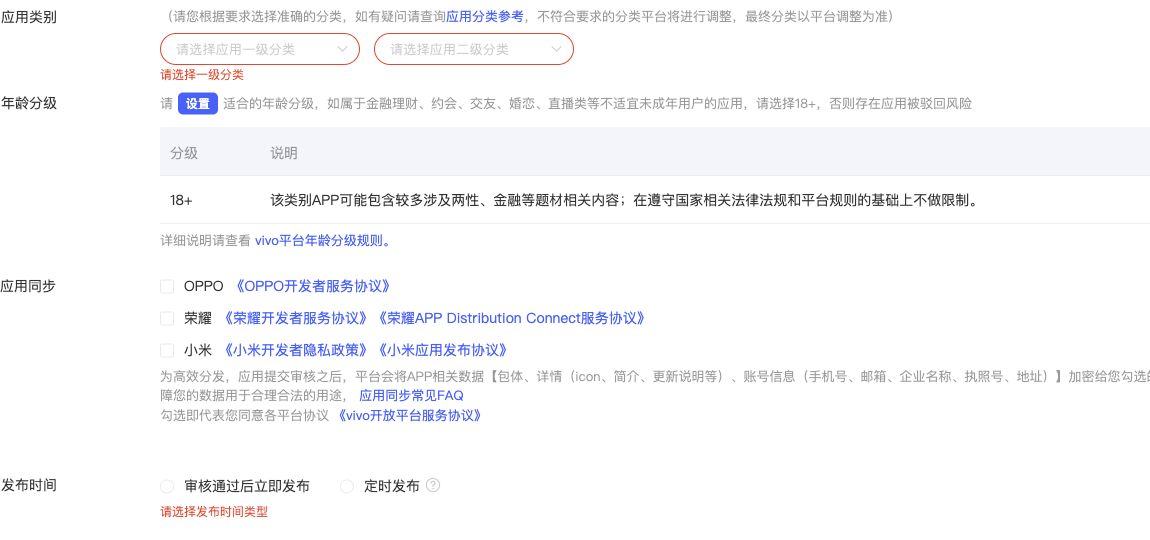 应用类别
（请您根据要求选择准确的分类，如有疑问请查询应用分类参考，不符合要求的分类平台将进行调整，最终分类以平台调整为准）
请选择应用一级分类 请选择应用二级分类
请选择一级分类
年龄分级
请 设置 适合的年龄分级，如属于金融理财、约会、交友、婚恋、直播类等不适宜未成年用户的应用，请选择18+，否则存在应用被驳回风险
分级 说明
18+ 该类别APP可能包含较多涉及两性、金融等题材相关内容；在遵守国家相关法律法规和平台规则的基础上不做限制。
详细说明请查看 vivo平台年龄分级规则。
应用同步
OPPO 《OPPO开发者服务协议》
荣耀 《荣耀开发者服务协议》《荣耀APP Distribution Connect服务协议》
小米 《小米开发者隐私政策》《小米应用发布协议》
为高效分发，应用提交审核之后，平台会将APP相关数据【包体、详情（icon、简介、更新说明等）、账号信息（手机号、邮箱、企业名称、执照号、地址）】加密给您勾选
障您的数据用于合理合法的用途， 应用同步常见FAQ
勾选即代表您同意各平台协议 《vivo开放平台服务协议》
发布时间
审核通过后立即发布 定时发布 ?
请选择发布时间类型